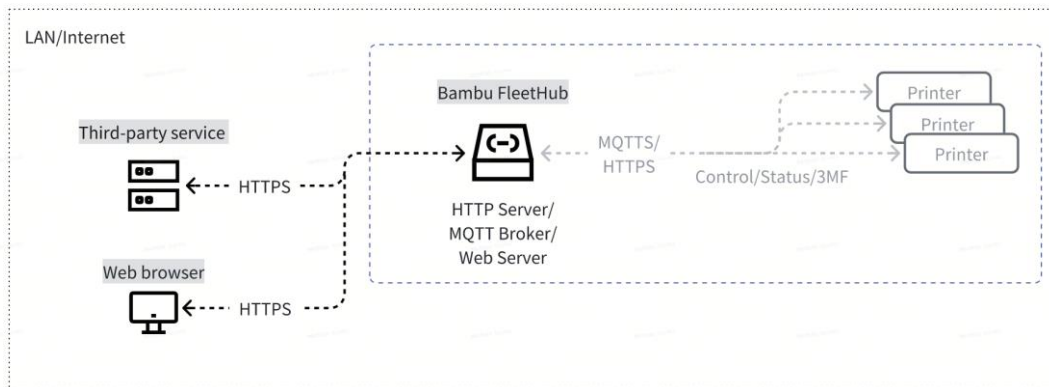 LAN/Internet
Bambu FleetHub
Third-party service
HTTPS
Web browser
HTTPS
HTTP Server/
MQTT Broker/
Web Server
MQTTS/
HTTPS
Control/Status/3MF
Printer
Printer
Printer